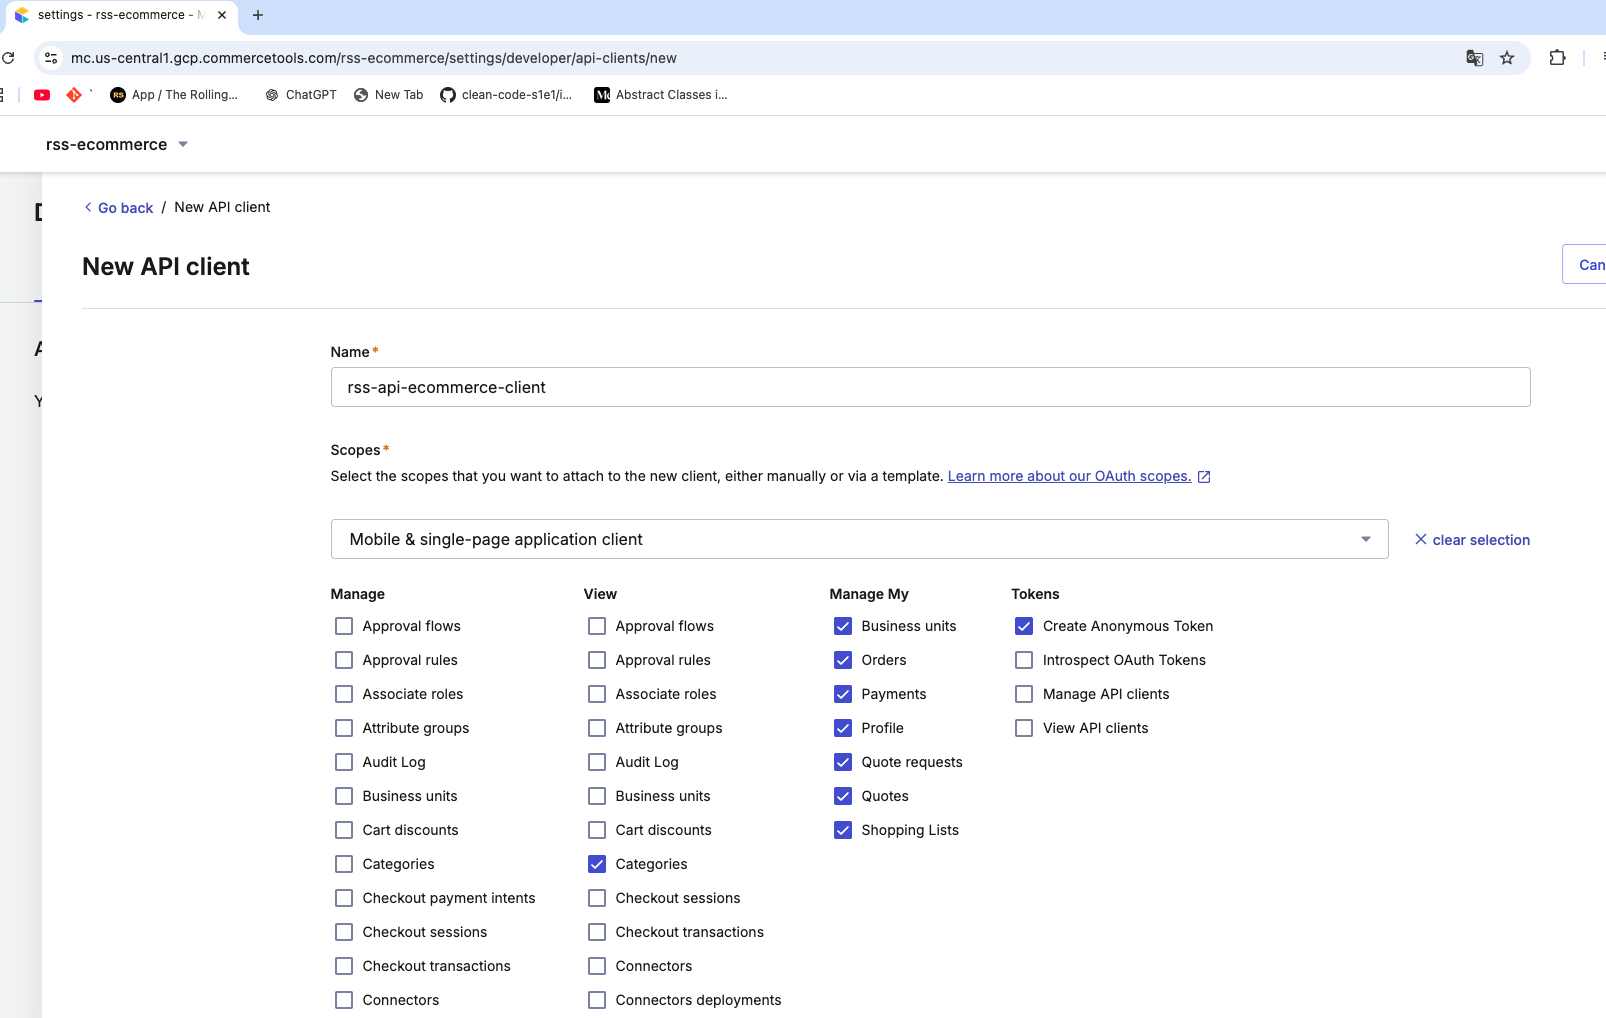 settings - rss-ecommerce - M
mc.us-central1.gcp.commercetools.com/rss-ecommerce/settings/developer/api-clients/new
App / The Rolling... ChatGPT New Tab clean-code-s1e1/i... Abstract Classes i...
rss-ecommerce
Go back / New API client
New API client
Can
Name*
rss-api-ecommerce-client
Scopes*
Select the scopes that you want to attach to the new client, either manually or via a template. Learn more about our OAuth scopes.
Mobile & single-page application client
clear selection
Manage
Approval flows
Approval rules
Associate roles
Attribute groups
Audit Log
Business units
Cart discounts
Categories
Checkout payment intents
Checkout sessions
Checkout transactions
Connectors
View
Approval flows
Approval rules
Associate roles
Attribute groups
Audit Log
Business units
Cart discounts
Categories
Checkout sessions
Checkout transactions
Connectors
Connectors deployments
Manage My
Business units
Orders
Payments
Profile
Quote requests
Quotes
Shopping Lists
Tokens
Create Anonymous Token
Introspect OAuth Tokens
Manage API clients
View API clients